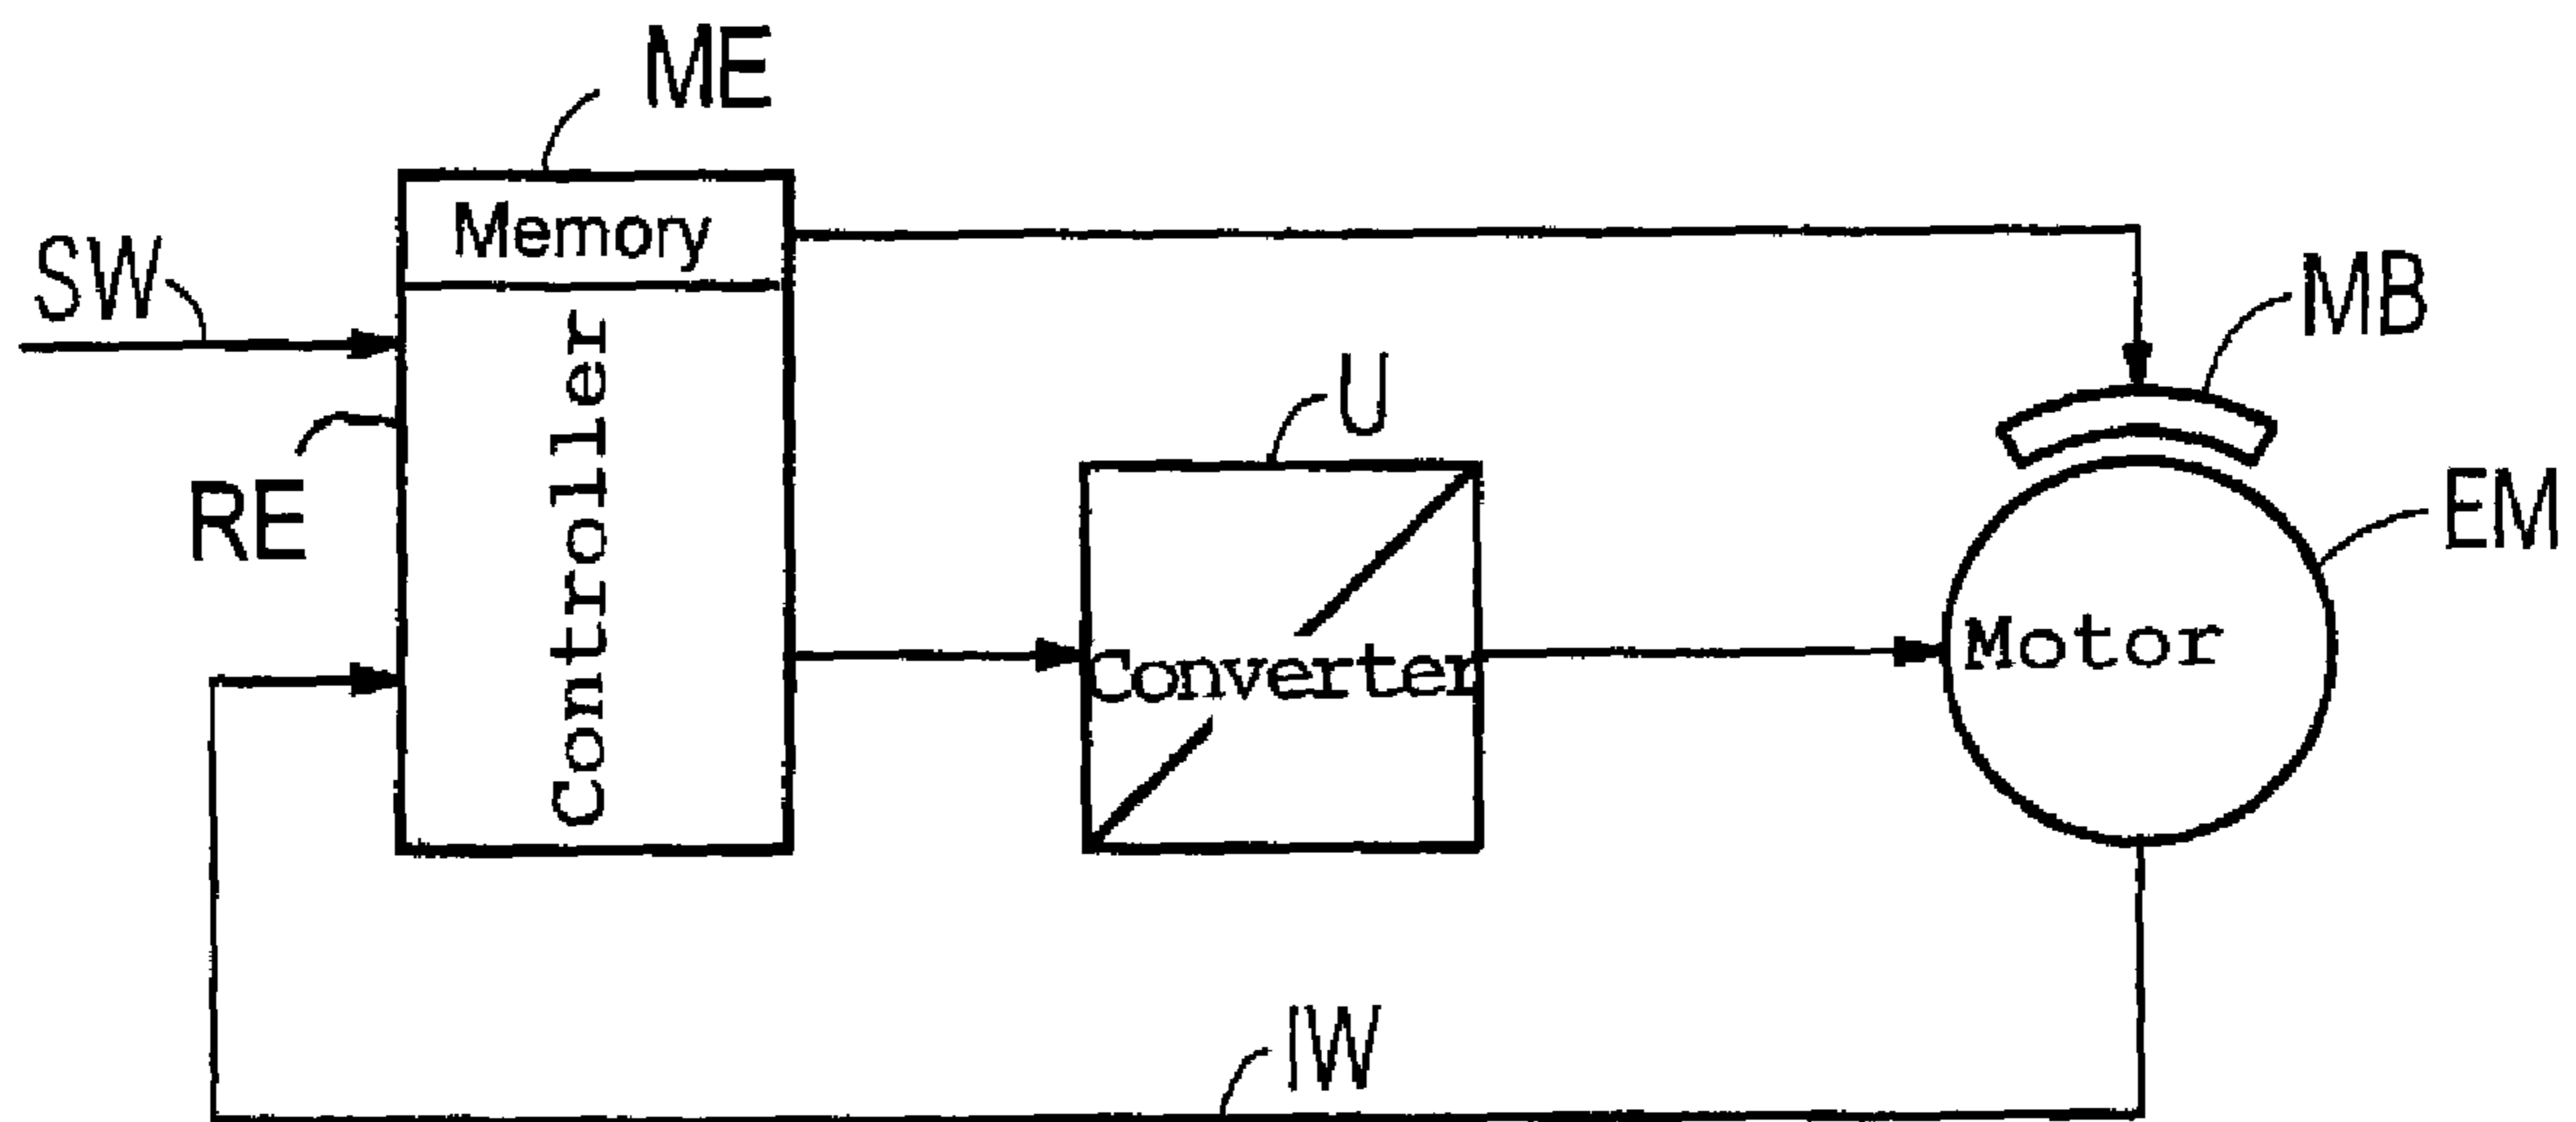 ME
Memory
SW
MB
U
Controller
RE
EM
Motor
Converter
IW